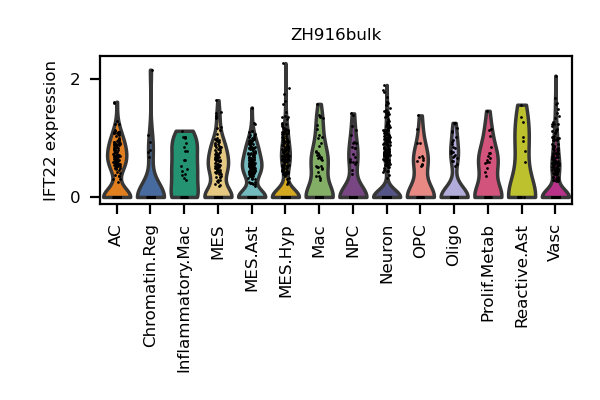 ZH916bulk
IFT22 expression
2
0
AC
Chromatin.Reg
Inflammatory.Mac
MES
MES.Ast
MES.Hyp
Mac
NPC
Neuron
OPC
Oligo
Prolif.Metab
Reactive.Ast
Vasc